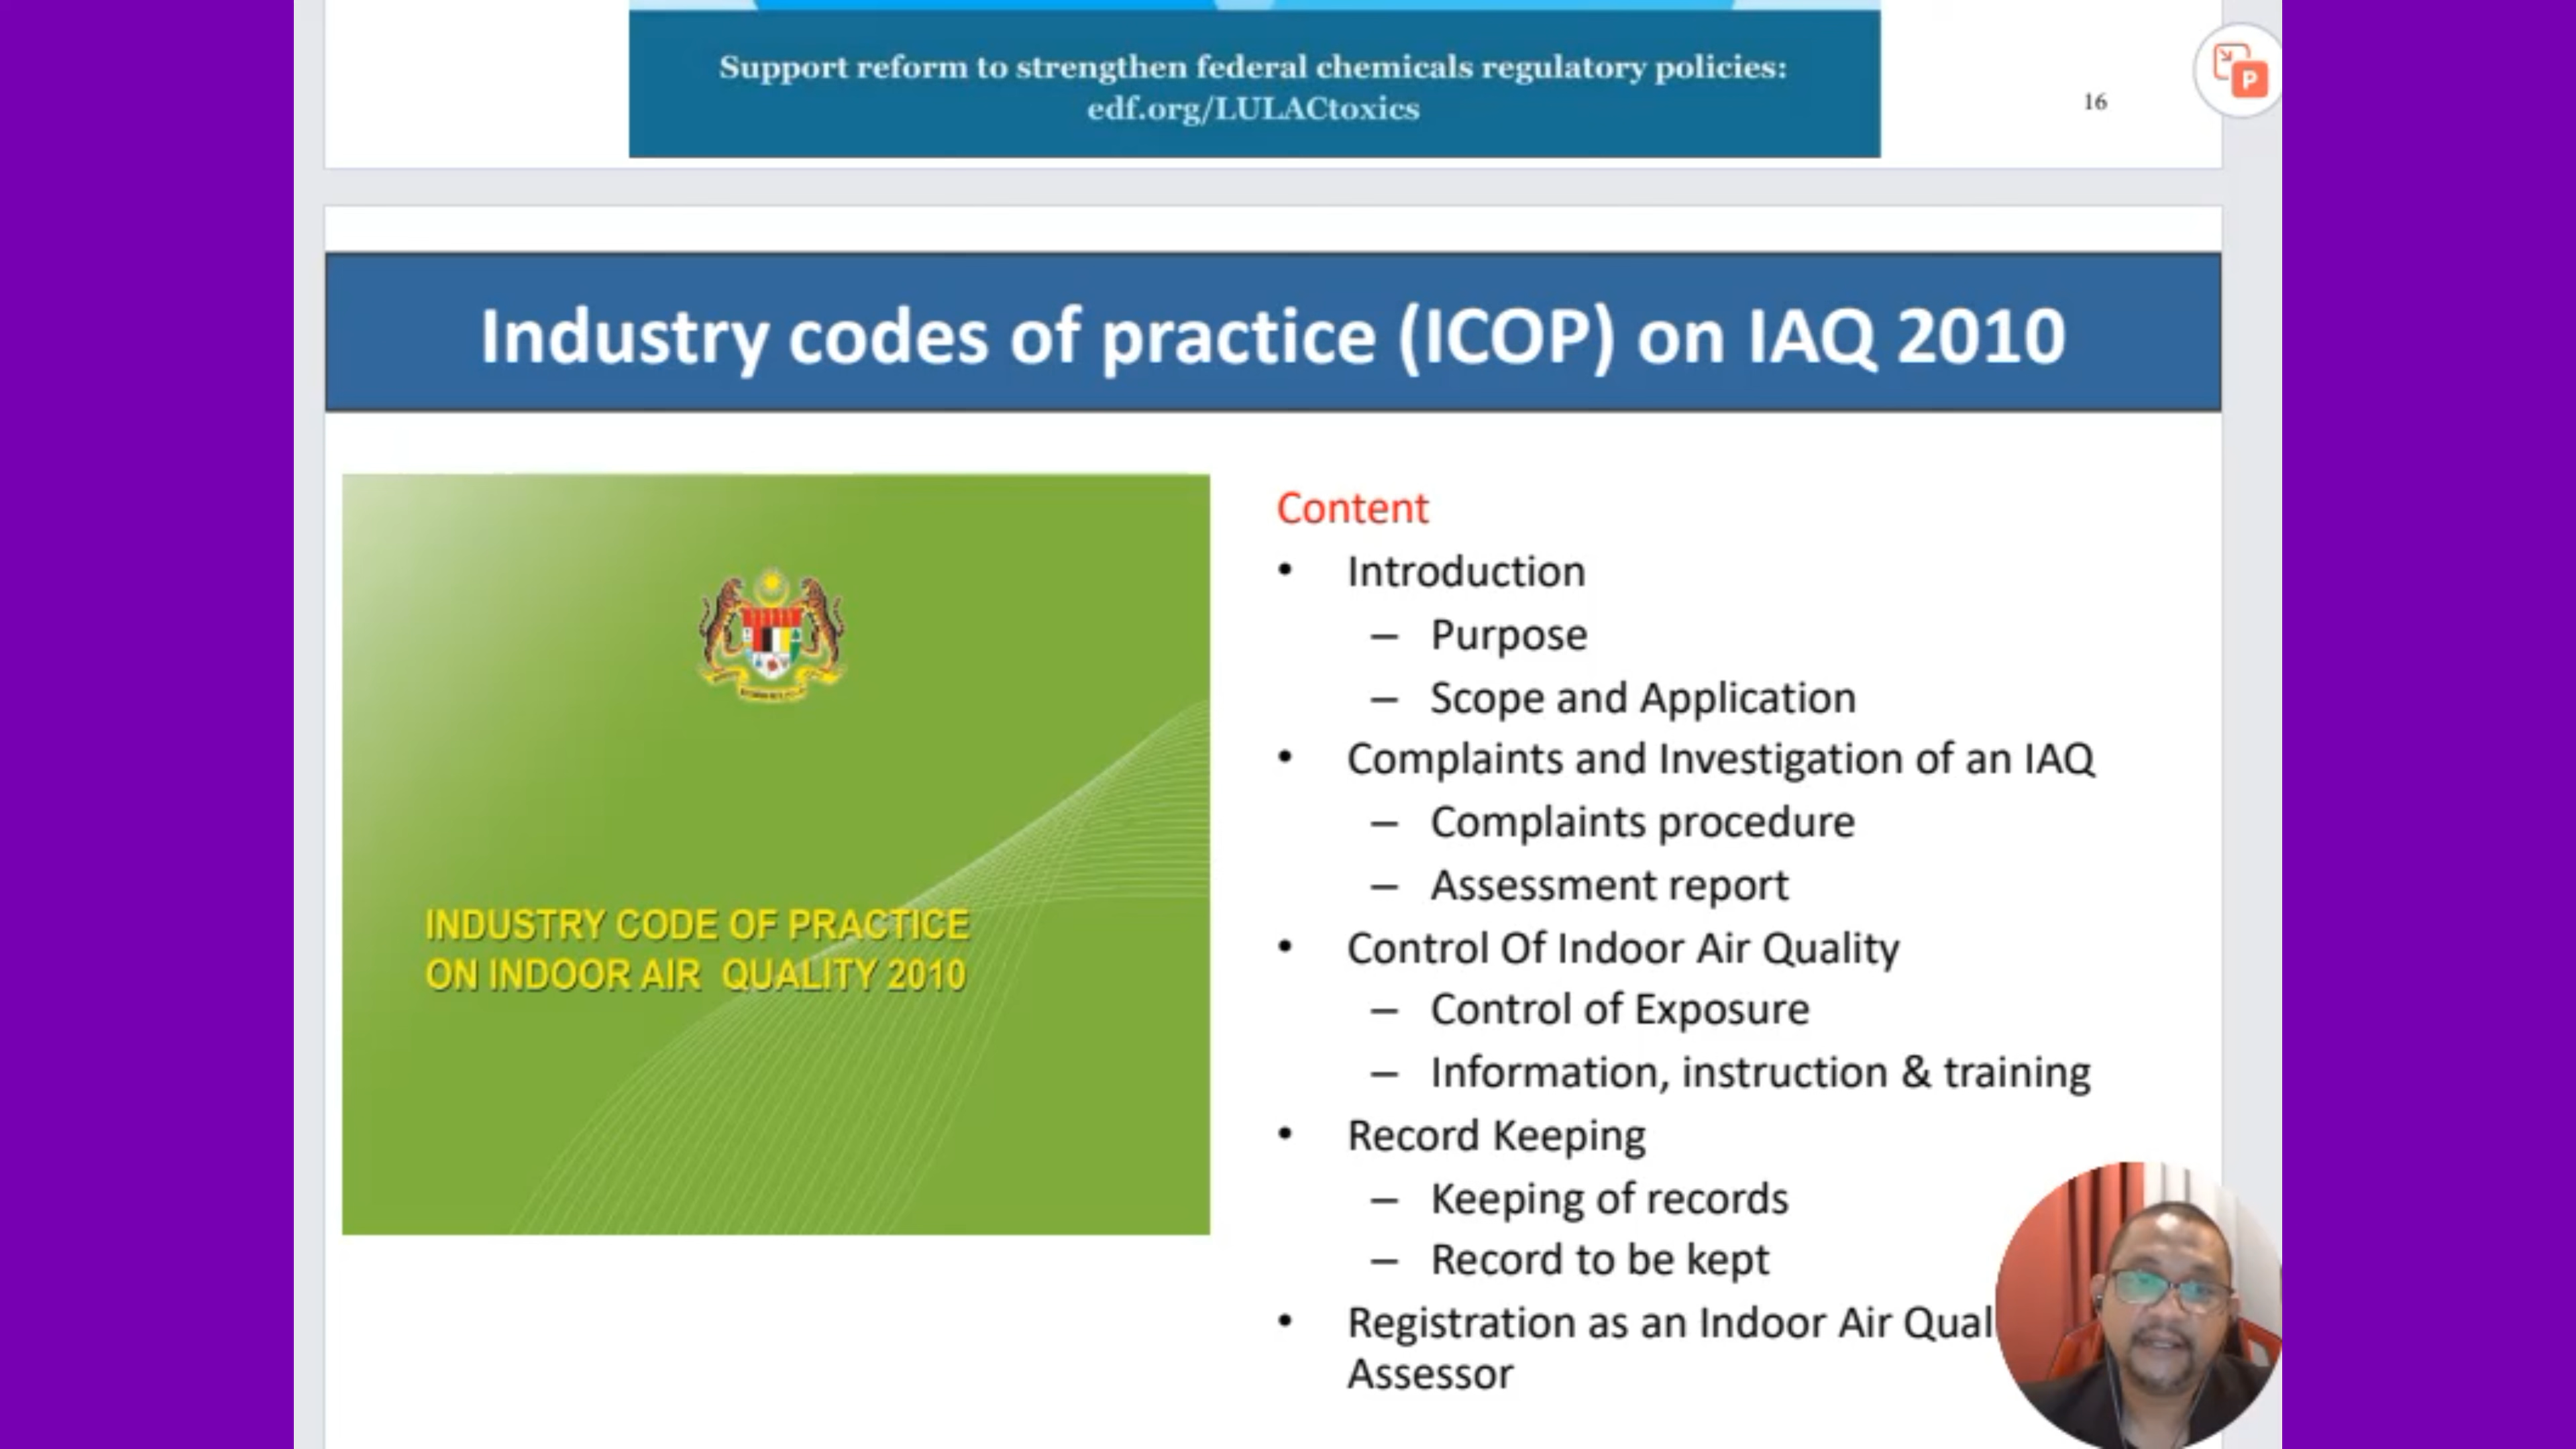 Support reform to strengthen federal chemicals regulatory policies:
edf.org/LULACtoxics
16
P
Industry codes of practice (ICOP) on IAQ 2010
INDUSTRY CODE OF PRACTICE
ON INDOOR AIR QUALITY 2010
Content
• Introduction
– Purpose
– Scope and Application
• Complaints and Investigation of an IAQ
– Complaints procedure
– Assessment report
• Control Of Indoor Air Quality
– Control of Exposure
– Information, instruction & training
• Record Keeping
– Keeping of records
– Record to be kept
• Registration as an Indoor Air Qual
Assessor